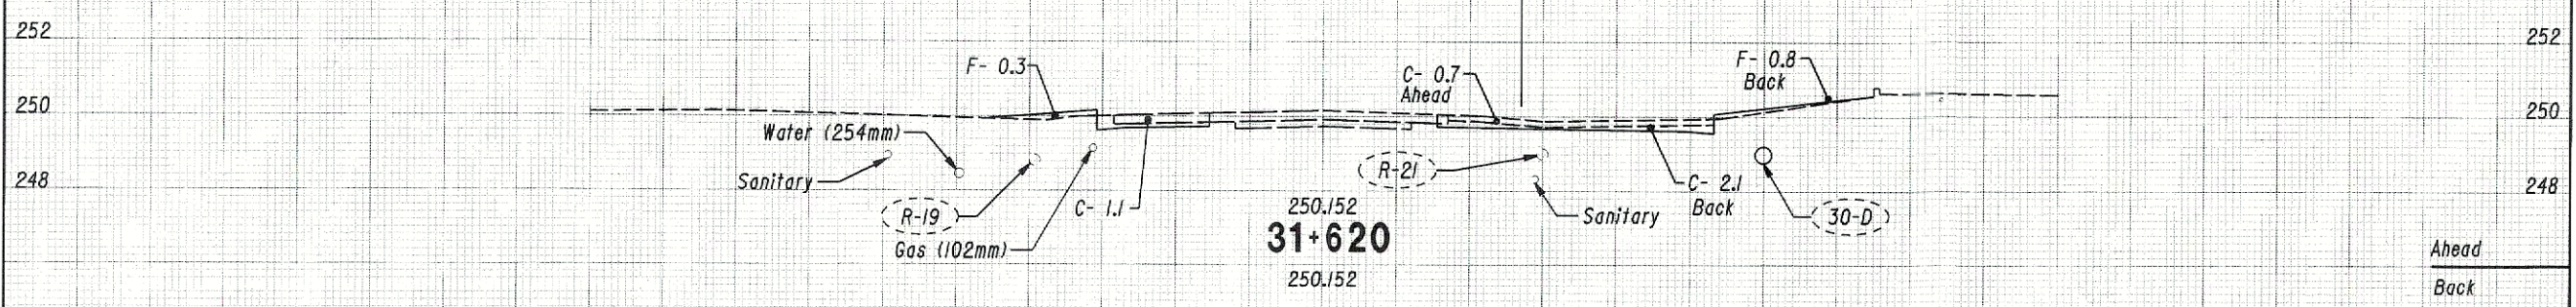 252
252
F- 0.3
C- 0.7
Ahead
F- 0.8
Back
250
250
Water (254mm)
Sanitary
R-21
248
248
C- 2.1
Back
R-19
C- 1.1
250.152
Sanitary
30-D
31+620
Gas (102mm)
250.152
Ahead
Back